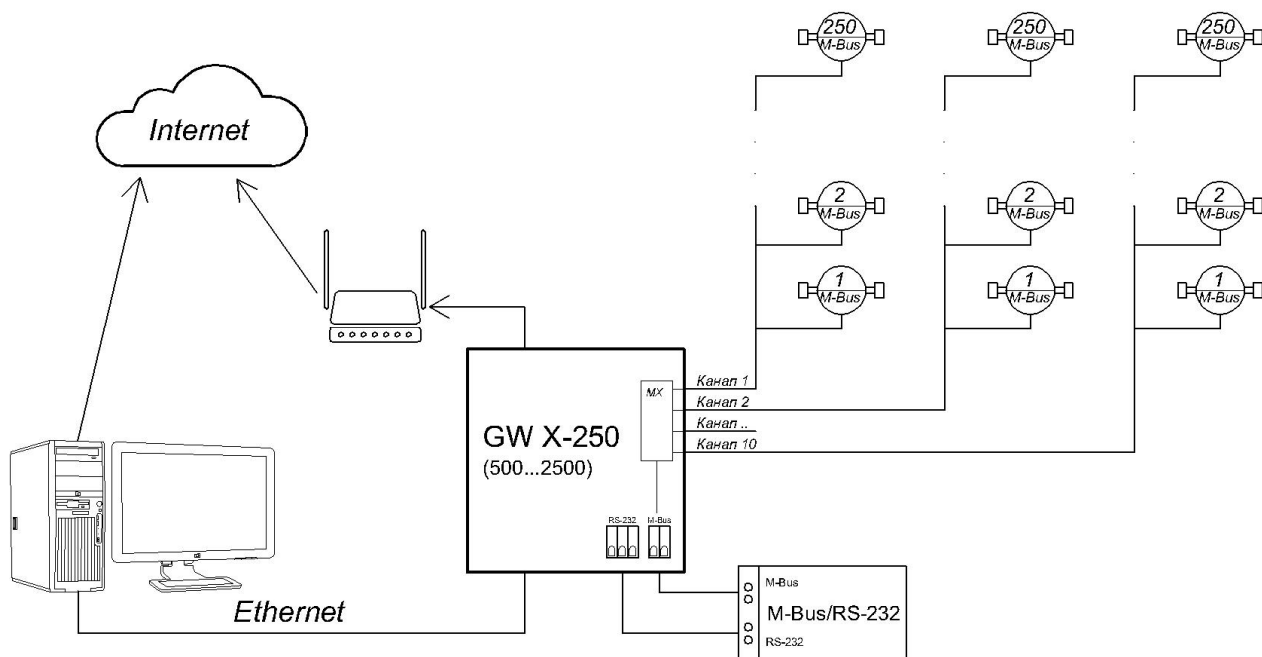 250
M-Bus
250
M-Bus
250
M-Bus
Internet
2
M-Bus
2
M-Bus
2
M-Bus
1
M-Bus
1
M-Bus
1
M-Bus
MX
Канал 1
Канал 2
Канал ..
Канал 10
GW X-250
(500...2500)
RS-232
M-Bus
Ethernet
M-Bus
M-Bus/RS-232
RS-232